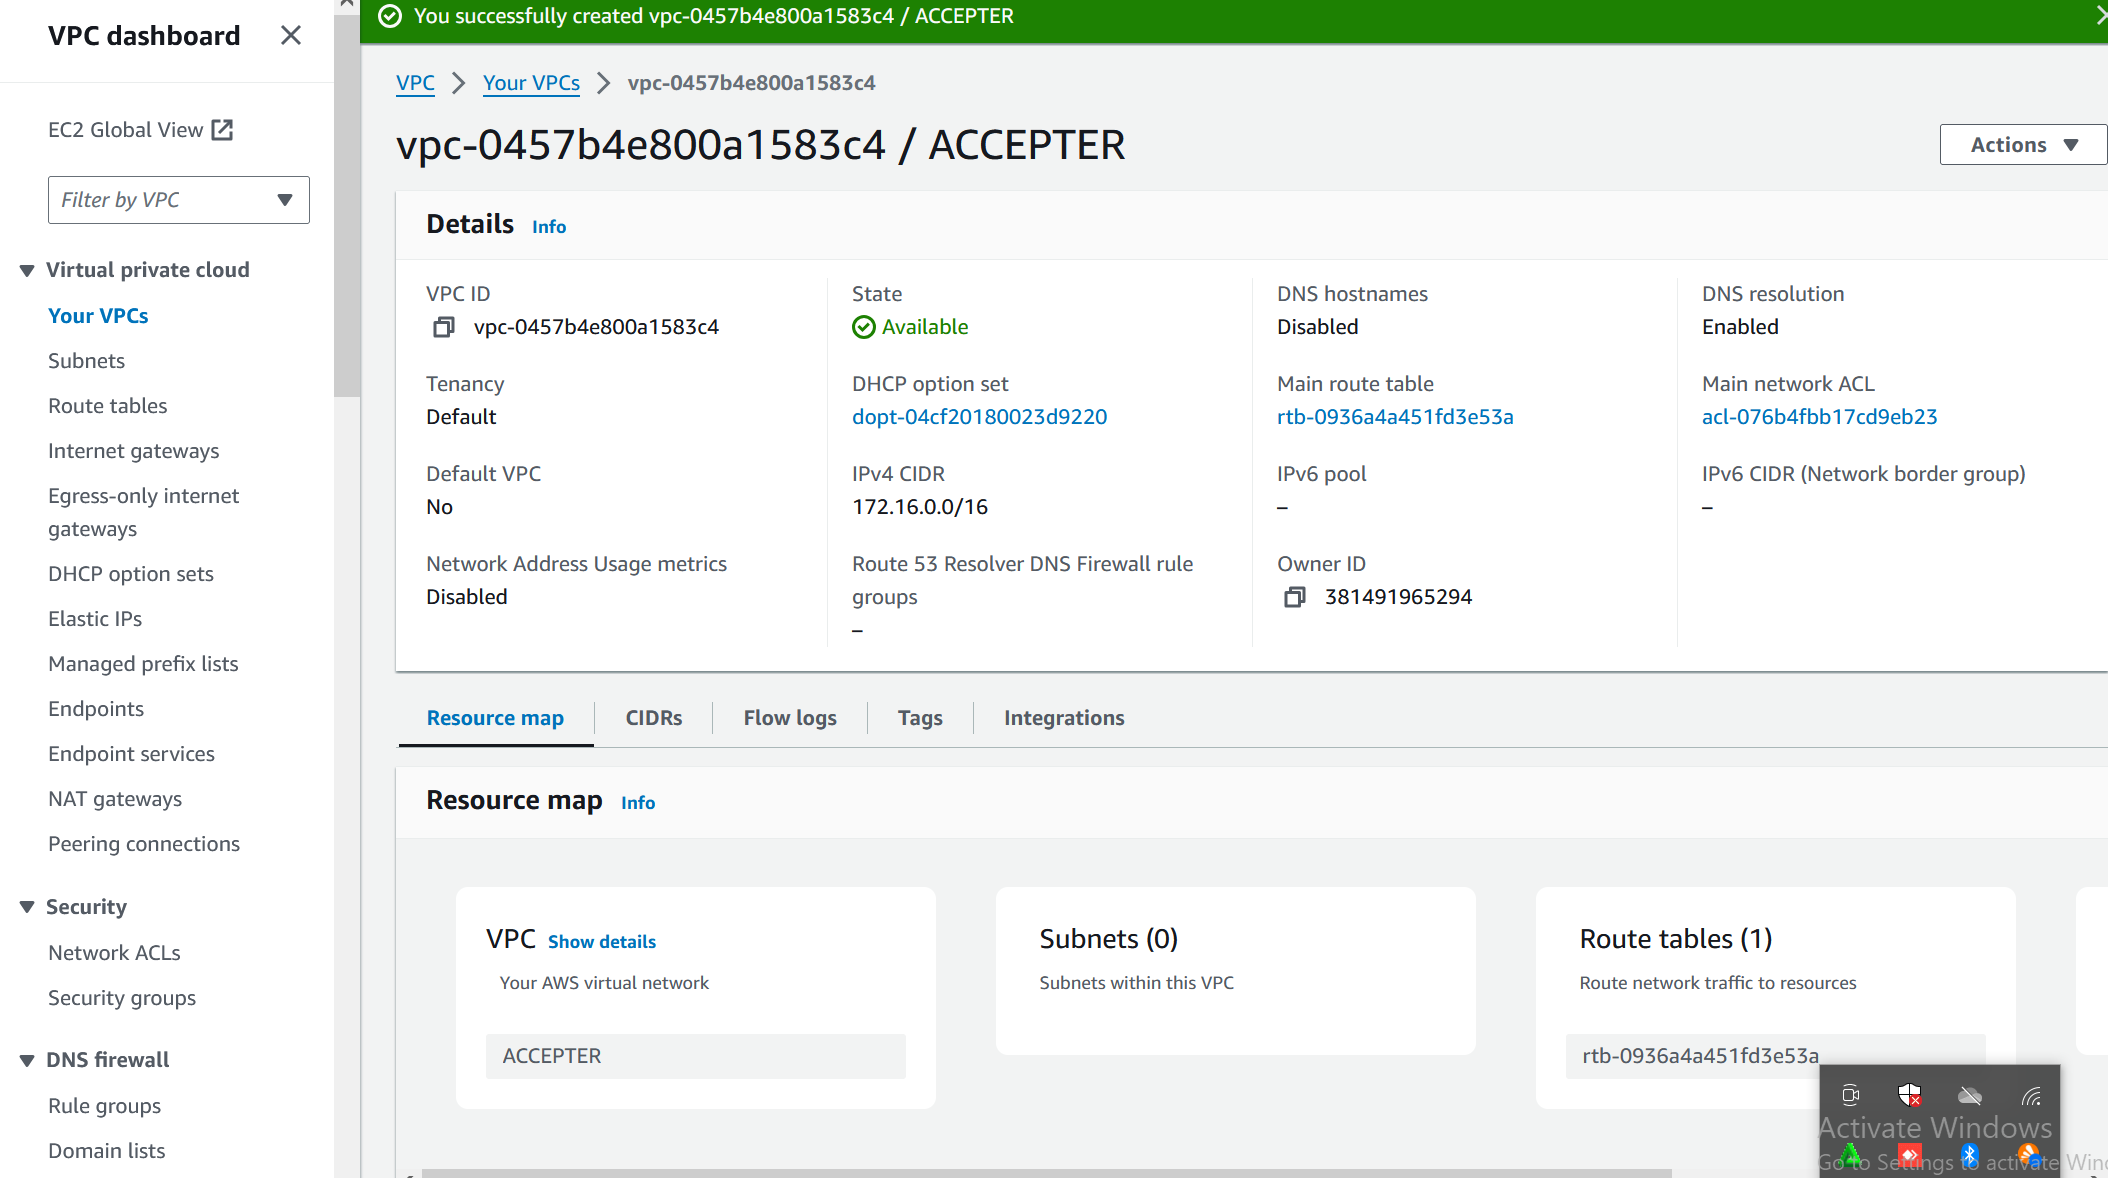 VPC dashboard
EC2 Global View
Filter by VPC
Virtual private cloud
Your VPCs
Subnets
Route tables
Internet gateways
Egress-only internet
gateways
DHCP option sets
Elastic IPs
Managed prefix lists
Endpoints
Endpoint services
NAT gateways
Peering connections
Security
Network ACLs
Security groups
DNS firewall
Rule groups
Domain lists
You successfully created vpc-0457b4e800a1583c4 / ACCEPTER
VPC > Your VPCs > vpc-0457b4e800a1583c4
vpc-0457b4e800a1583c4 / ACCEPTER
Actions
Details Info
VPC ID
vpc-0457b4e800a1583c4
State
Available
DNS hostnames
Disabled
DNS resolution
Enabled
Tenancy
Default
DHCP option set
dopt-04cf20180023d9220
Main route table
rtb-0936a4a451fd3e53a
Main network ACL
acl-076b4fbb17cd9eb23
Default VPC
No
IPv4 CIDR
172.16.0.0/16
IPv6 pool
–
IPv6 CIDR (Network border group)
–
Network Address Usage metrics
Disabled
Route 53 Resolver DNS Firewall rule
groups
–
Owner ID
381491965294
Resource map CIDRs Flow logs Tags Integrations
Resource map Info
VPC Show details
Your AWS virtual network
ACCEPTER
Subnets (0)
Subnets within this VPC
Route tables (1)
Route network traffic to resources
rtb-0936a4a451fd3e53a
Activate Windows
Go to Settings to activate Win